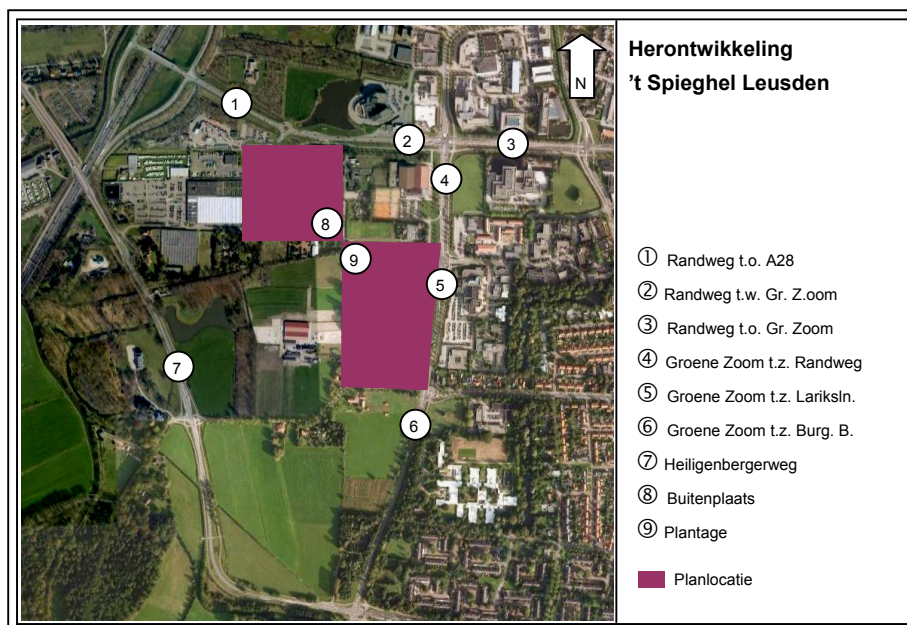 Herontwikkeling
’t Spieghel Leusden
N
1
2
3
4
5
6
7
8
9
① Randweg t.o. A28
② Randweg t.w. Gr. Z.oom
③ Randweg t.o. Gr. Zoom
④ Groene Zoom t.z. Randweg
⑤ Groene Zoom t.z. Lariksln.
⑥ Groene Zoom t.z. Burg. B.
⑦ Heiligenbergerweg
⑧ Buitenplaats
⑨ Plantage
Planlocatie